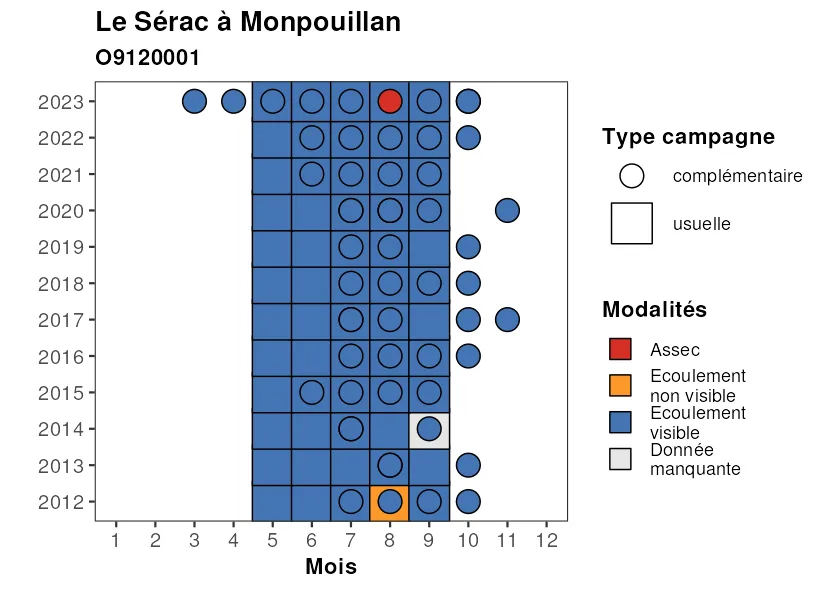 Le Sérac à Monpouillan
O9120001
2023
2022
2021
2020
2019
2018
2017
2016
2015
2014
2013
2012
1 2 3 4 5 6 7 8 9 10 11 12
Mois
Type campagne
complémentaire
usuelle
Modalités
Assec
Ecoulement
non visible
Ecoulement
visible
Donnée
manquante